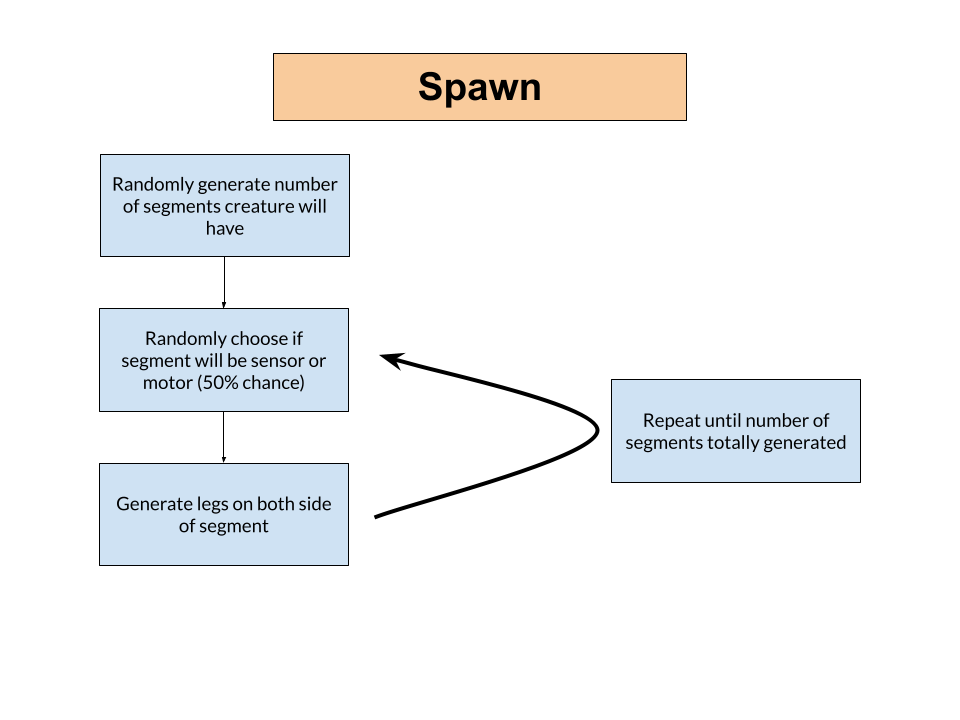 Spawn
Randomly generate number
of segments creature will
have
Randomly choose if
segment will be sensor or
motor (50% chance)
Repeat until number of
segments totally generated
Generate legs on both side
of segment